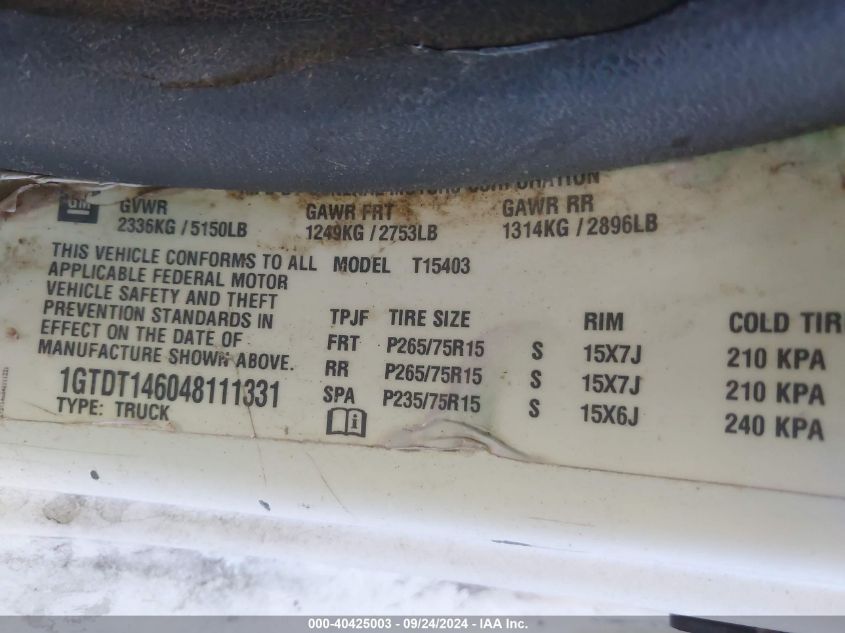 GENERAL MOTORS CORPORATION
GM
GVWR GAWR FRT GAWR RR
2336KG / 5150LB 1249KG / 2753LB 1314KG / 2896LB
THIS VEHICLE CONFORMS TO ALL MODEL T15403
APPLICABLE FEDERAL MOTOR
VEHICLE SAFETY AND THEFT
PREVENTION STANDARDS IN
EFFECT ON THE DATE OF
MANUFACTURE SHOWN ABOVE.
1GTDT146048111331
TYPE: TRUCK
TPJF TIRE SIZE RIM COLD TIR
FRT P265/75R15 S 15X7J 210 KPA
RR P265/75R15 S 15X7J 210 KPA
SPA P235/75R15 S 15X6J 240 KPA
000-40425003 - 09/24/2024 - IAA Inc.